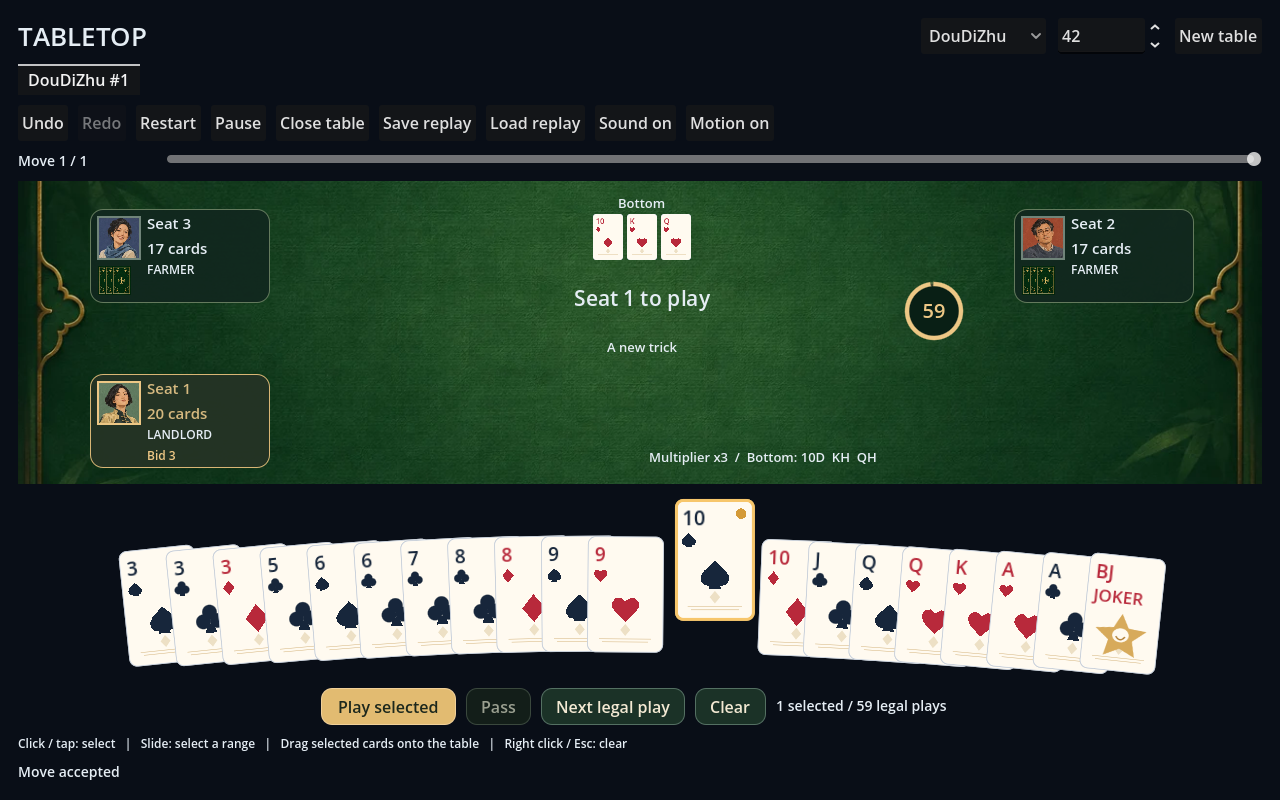 TABLETOP
DouDiZhu
42
New table
DouDiZhu #1
Undo
Redo
Restart
Pause
Close table
Save replay
Load replay
Sound on
Motion on
Move 1 / 1
Seat 3
17 cards
FARMER
Bottom
10
K
Q
Seat 2
17 cards
FARMER
Seat 1 to play
59
A new trick
Seat 1
20 cards
LANDLORD
Bid 3
Multiplier x3 / Bottom: 10D KH QH
3
3
3
5
6
6
7
8
8
9
9
10
10
J
Q
Q
K
A
A
BJ
JOKER
Play selected
Pass
Next legal play
Clear
1 selected / 59 legal plays
Click / tap: select | Slide: select a range | Drag selected cards onto the table | Right click / Esc: clear
Move accepted